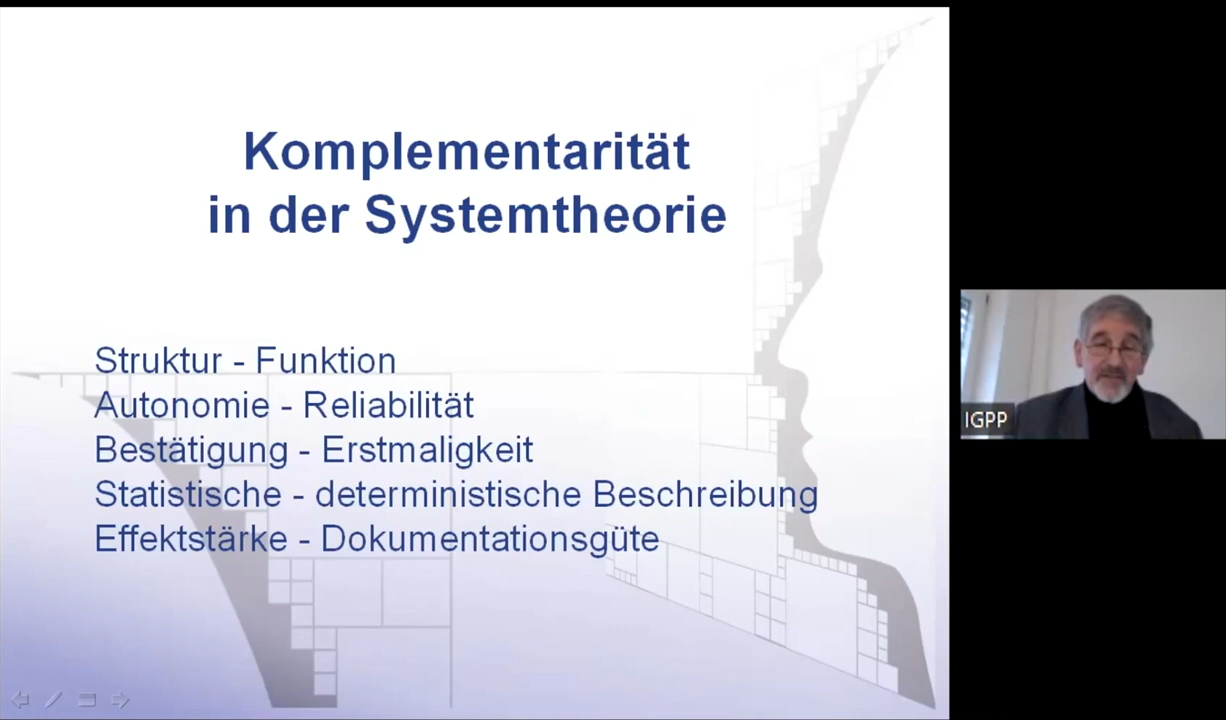 Komplementarität
in der Systemtheorie
Struktur - Funktion
Autonomie - Reliabilität
Bestätigung - Erstmaligkeit
Statistische - deterministische Beschreibung
Effektstärke - Dokumentationsgüte
IGPP